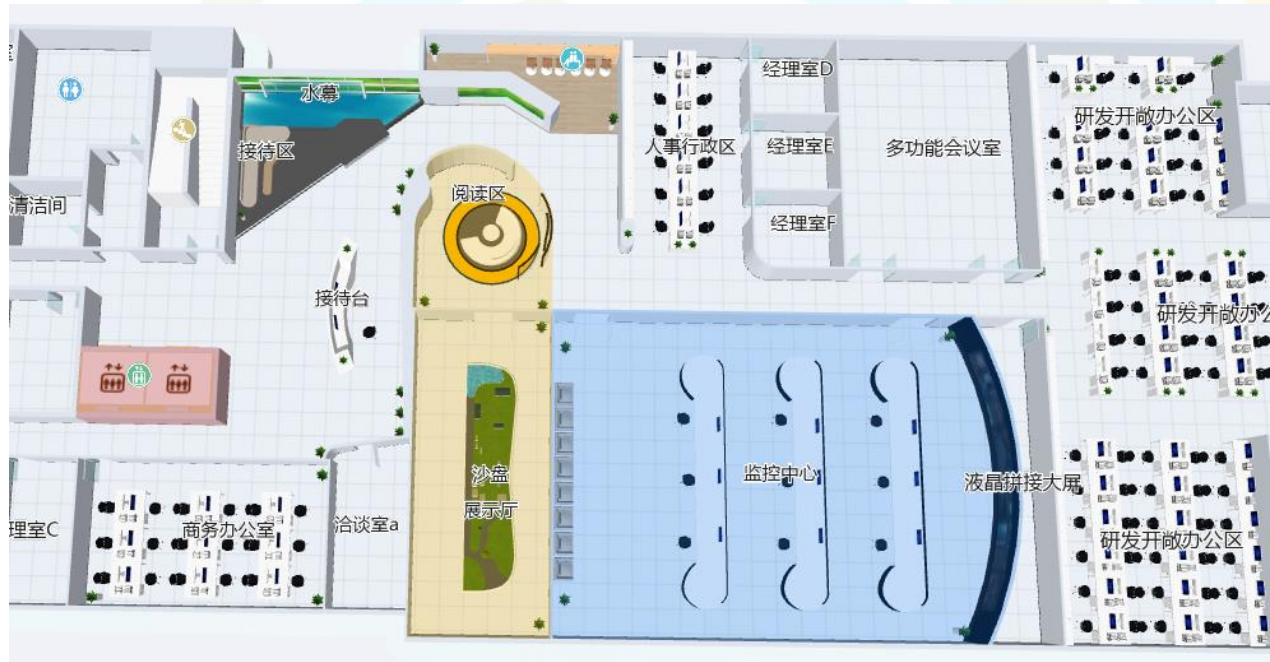 水幕
接待区
清洁间
阅读区
接待台
经理室D
人事行政区
经理室E
多功能会议室
经理室F
研发开敞办公区
研发开敞办公
沙盘
展示厅
监控中心
液晶拼接大屏
研发开敞办公区
理室C
商务办公室
洽谈室a